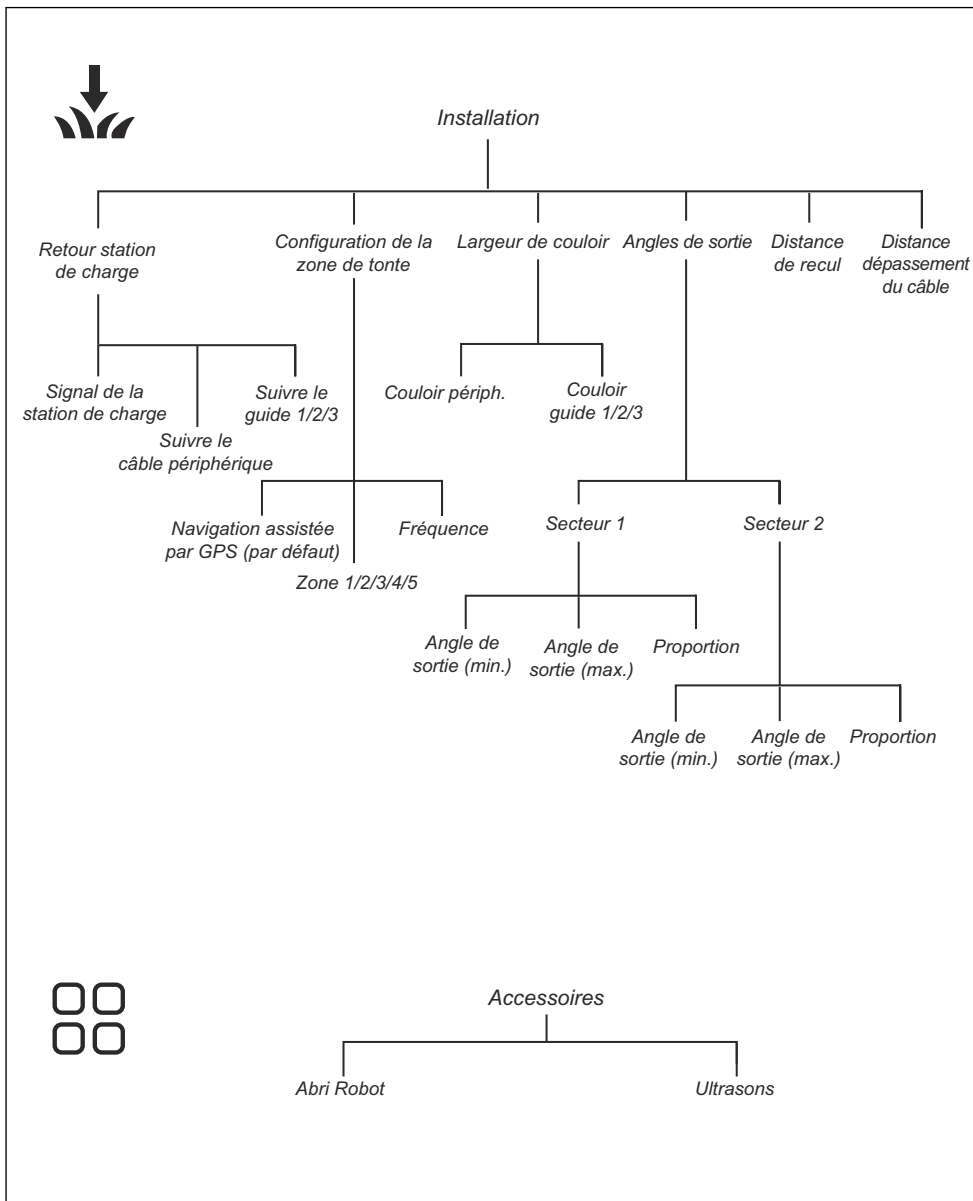 Installation
Retour station
de charge
Configuration de la
zone de tonte
Largeur de couloir
Angles de sortie
Distance
de recul
Distance
dépassement
du câble
Signal de la
station de charge
Suivre le
câble périphérique
Suivre le
guide 1/2/3
Couloir périph.
Couloir
guide 1/2/3
Navigation assistée
par GPS (par défaut)
Zone 1/2/3/4/5
Fréquence
Secteur 1
Secteur 2
Angle de
sortie (min.)
Angle de
sortie (max.)
Proportion
Angle de
sortie (min.)
Angle de
sortie (max.)
Proportion
Accessoires
Abri Robot
Ultrasons